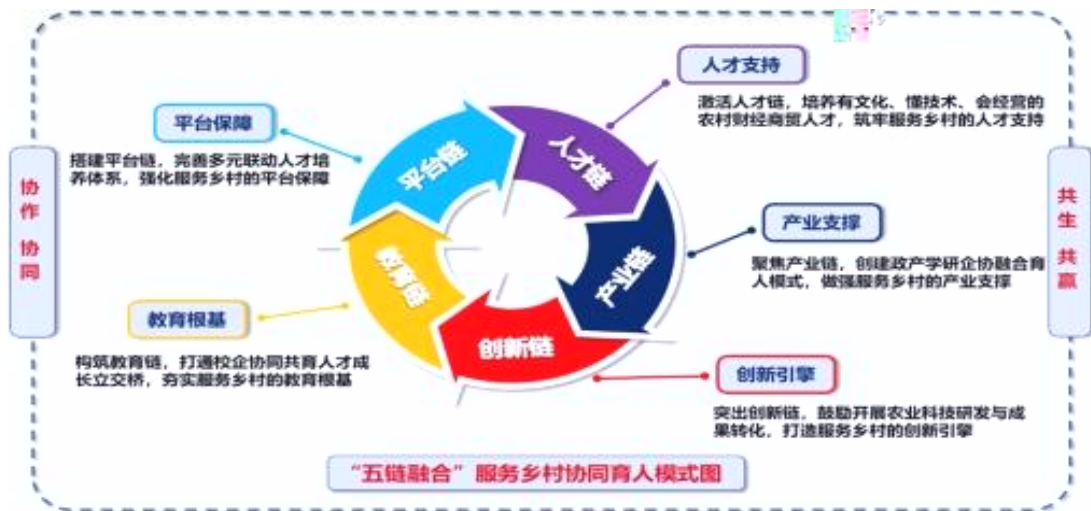 人才支持
激活人才链，培养有文化、懂技术、会经营的
农村财经商贸人才，筑牢服务乡村的人才支持
平台保障
搭建平台链，完善多元联动人才培
养体系，强化服务乡村的平台保障
平台链
人才链
协作 协同
共生 共赢
产业支撑
聚焦产业链，创建政产学研企协融合育
人模式，做强服务乡村的产业支撑
教育链
产业链
教育根基
构筑教育链，打通校企协同共育人才成
长立交桥，夯实服务乡村的教育根基
创新链
创新引擎
突出创新链，鼓励开展农业科技研发与成
果转化，打造服务乡村的创新引擎
“五链融合”服务乡村协同育人模式图